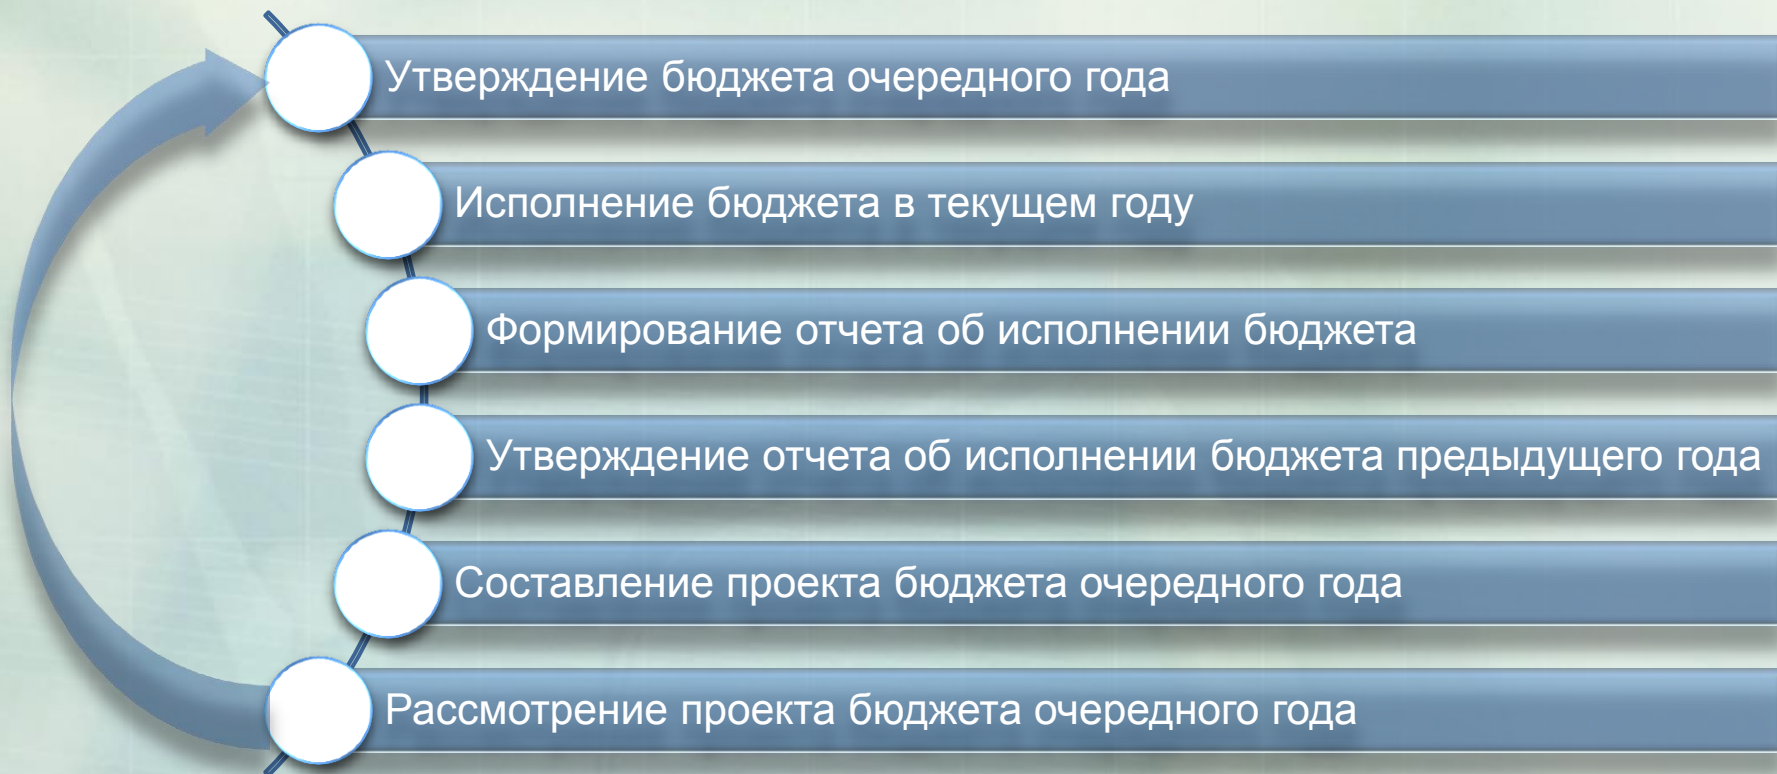 Утверждение бюджета очередного года
Исполнение бюджета в текущем году
Формирование отчета об исполнении бюджета
Утверждение отчета об исполнении бюджета предыдущего года
Составление проекта бюджета очередного года
Рассмотрение проекта бюджета очередного года